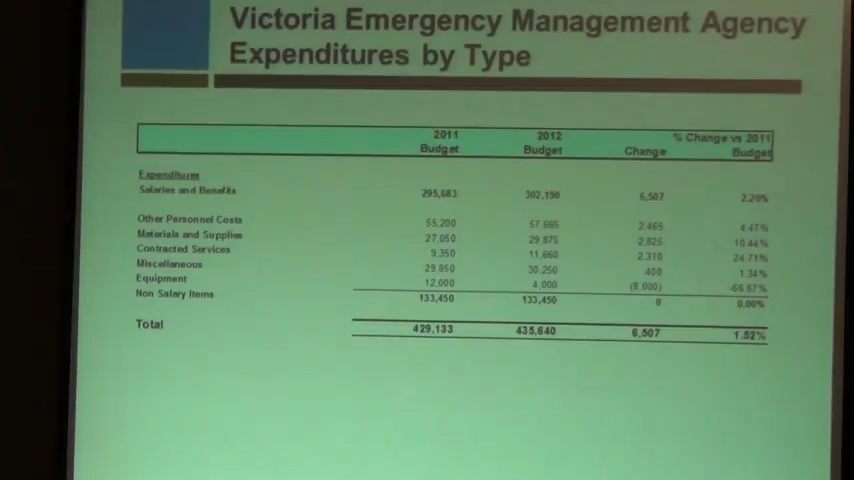 Victoria Emergency Management Agency
Expenditures by Type
2011 Budget 2012 Budget Change % Change vs 2011 Budget
Expenditures
Salaries and Benefits 295,683 302,190 6,507 2.20%
Other Personnel Costs 55,200 57,665 2,465 4.47%
Materials and Supplies 27,050 29,875 2,825 10.44%
Contracted Services 9,350 11,660 2,310 24.71%
Miscellaneous 29,850 30,250 400 1.34%
Equipment 12,000 4,000 (8,000) -66.67%
Non Salary Items 133,450 133,450 0 0.00%
Total 429,133 435,640 6,507 1.52%